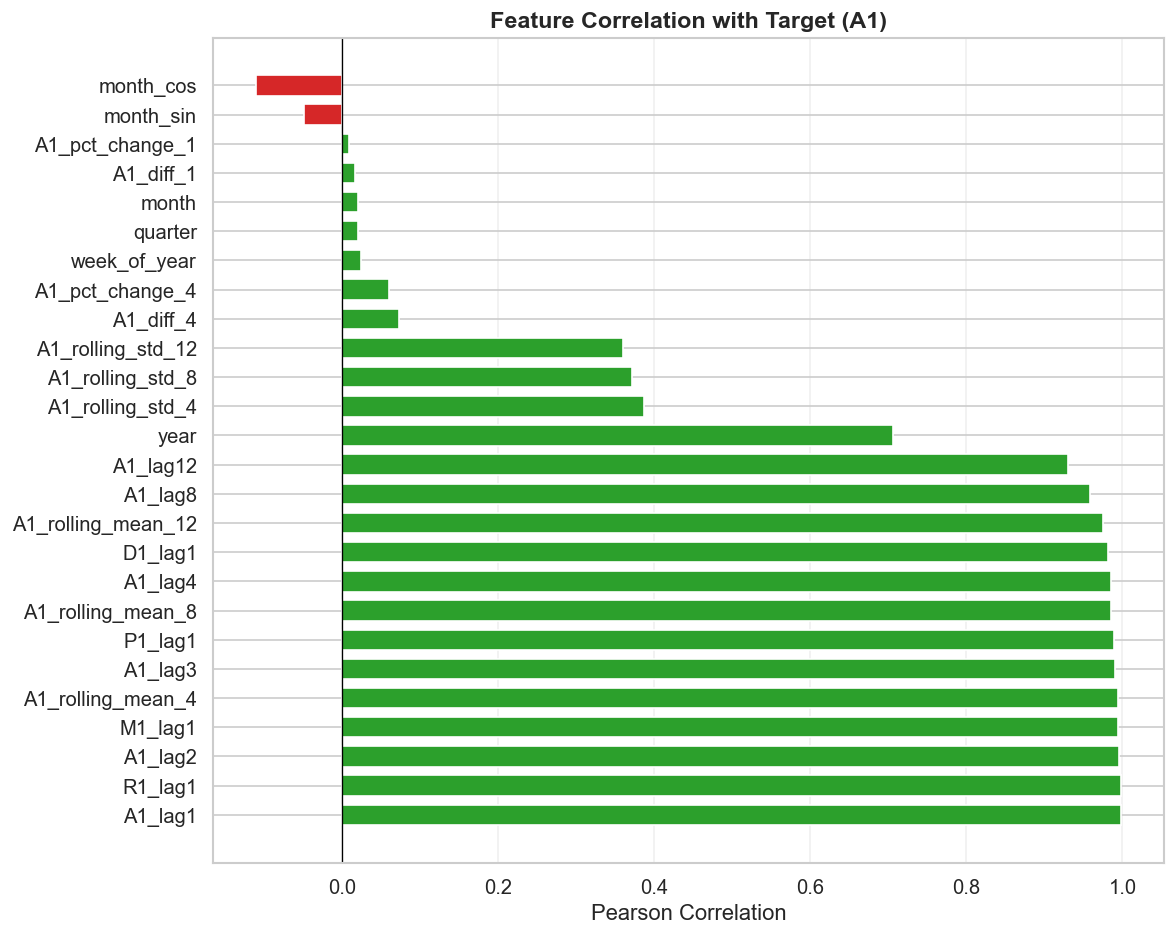 Feature Correlation with Target (A1)
month_cos
month_sin
A1_pct_change_1
A1_diff_1
month
quarter
week_of_year
A1_pct_change_4
A1_diff_4
A1_rolling_std_12
A1_rolling_std_8
A1_rolling_std_4
year
A1_lag12
A1_lag8
A1_rolling_mean_12
D1_lag1
A1_lag4
A1_rolling_mean_8
P1_lag1
A1_lag3
A1_rolling_mean_4
M1_lag1
A1_lag2
R1_lag1
A1_lag1
0.0 0.2 0.4 0.6 0.8 1.0
Pearson Correlation